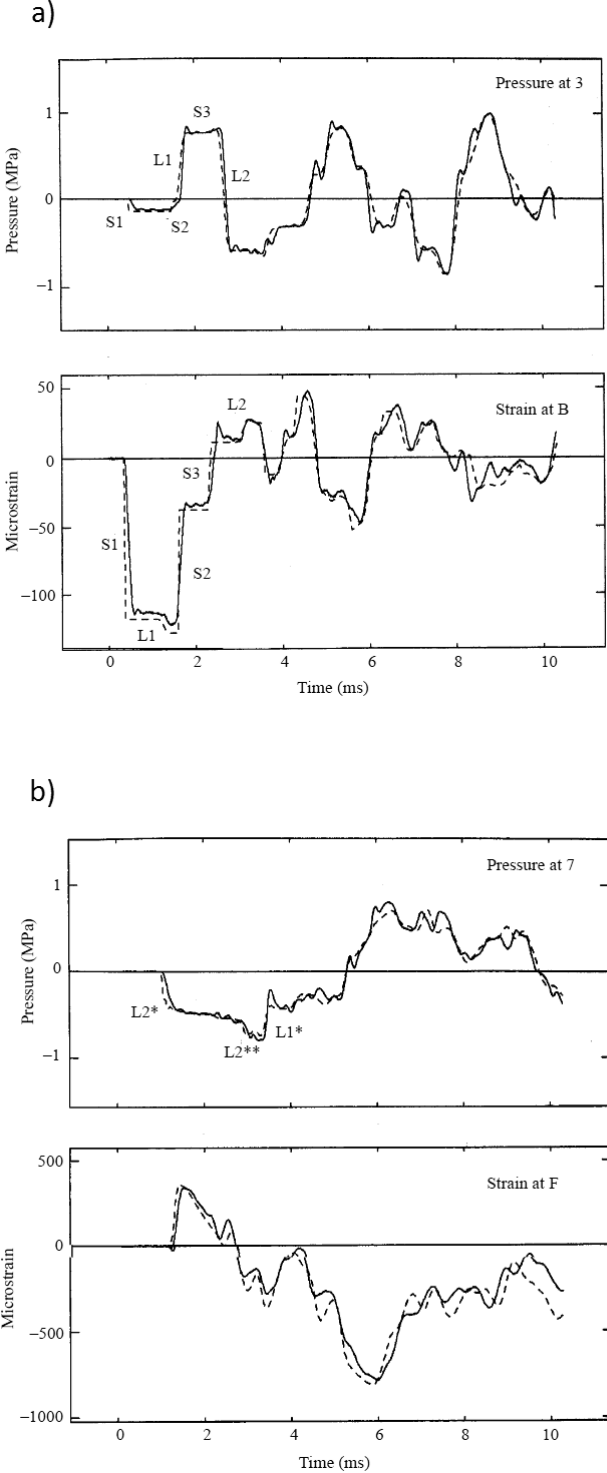 a)
Pressure at 3
Pressure (MPa)
1
0
−1
S1
S2
L1
S3
L2
Strain at B
Microstrain
50
0
−50
−100
S1
L1
S2
S3
L2
0 2 4 6 8 10
Time (ms)
b)
Pressure at 7
Pressure (MPa)
1
0
−1
L2*
L2**
L1*
Strain at F
Microstrain
500
0
−500
−1000
0 2 4 6 8 10
Time (ms)